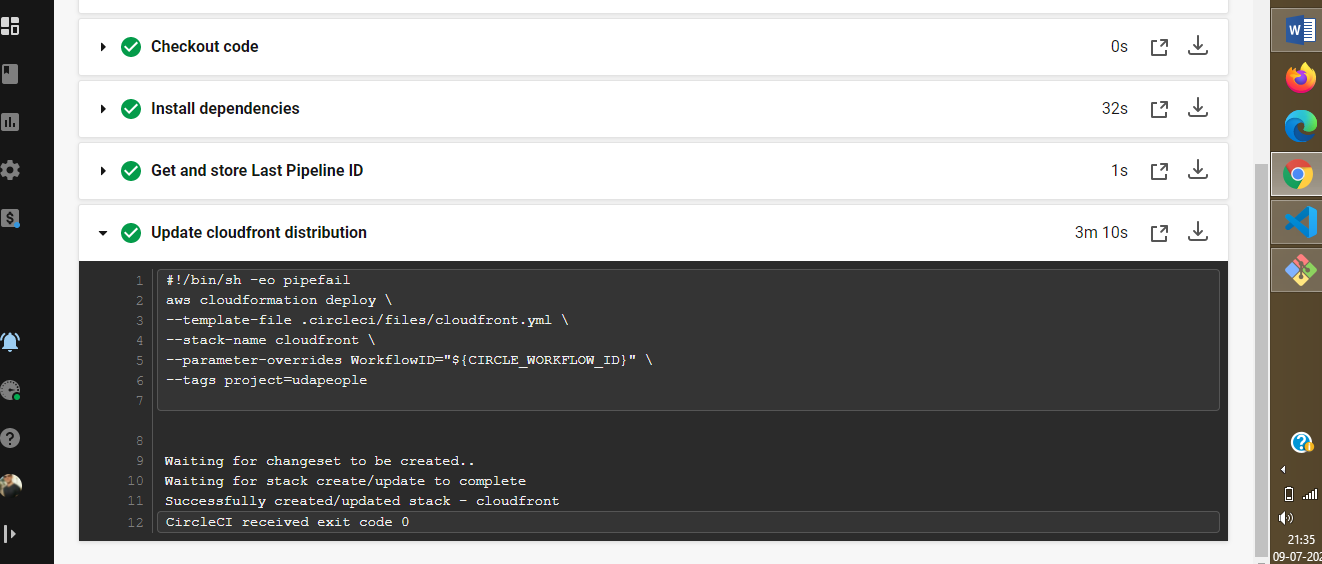 Checkout code 0s
Install dependencies 32s
Get and store Last Pipeline ID 1s
Update cloudfront distribution 3m 10s
1 #!/bin/sh -eo pipefail
2 aws cloudformation deploy \
3 --template-file .circleci/files/cloudfront.yml \
4 --stack-name cloudfront \
5 --parameter-overrides WorkflowID="${CIRCLE_WORKFLOW_ID}" \
6 --tags project=udapeople
7
8
9 Waiting for changeset to be created..
10 Waiting for stack create/update to complete
11 Successfully created/updated stack - cloudfront
12 CircleCI received exit code 0
W
21:35
09-07-202